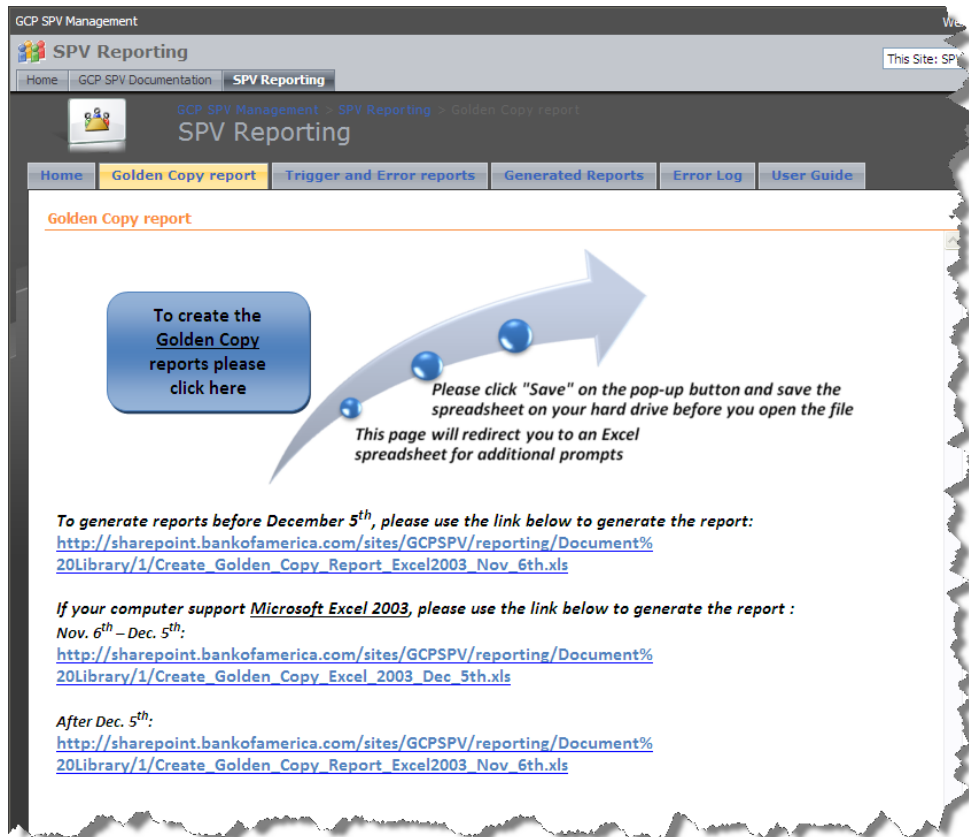 GCP SPV Management
SPV Reporting
This Site: SPV
Home GCP SPV Documentation SPV Reporting
GCP SPV Management > SPV Reporting > Golden Copy report
SPV Reporting
Home Golden Copy report Trigger and Error reports Generated Reports Error Log User Guide
Golden Copy report
To create the
Golden Copy
reports please
click here
Please click "Save" on the pop-up button and save the
spreadsheet on your hard drive before you open the file
This page will redirect you to an Excel
spreadsheet for additional prompts
To generate reports before December 5th, please use the link below to generate the report:
http://sharepoint.bankofamerica.com/sites/GCPSPV/reporting/Document%
20Library/1/Create_Golden_Copy_Report_Excel2003_Nov_6th.xls
If your computer support Microsoft Excel 2003, please use the link below to generate the report :
Nov. 6th – Dec. 5th:
http://sharepoint.bankofamerica.com/sites/GCPSPV/reporting/Document%
20Library/1/Create_Golden_Copy_Excel_2003_Dec_5th.xls
After Dec. 5th:
http://sharepoint.bankofamerica.com/sites/GCPSPV/reporting/Document%
20Library/1/Create_Golden_Copy_Report_Excel2003_Nov_6th.xls